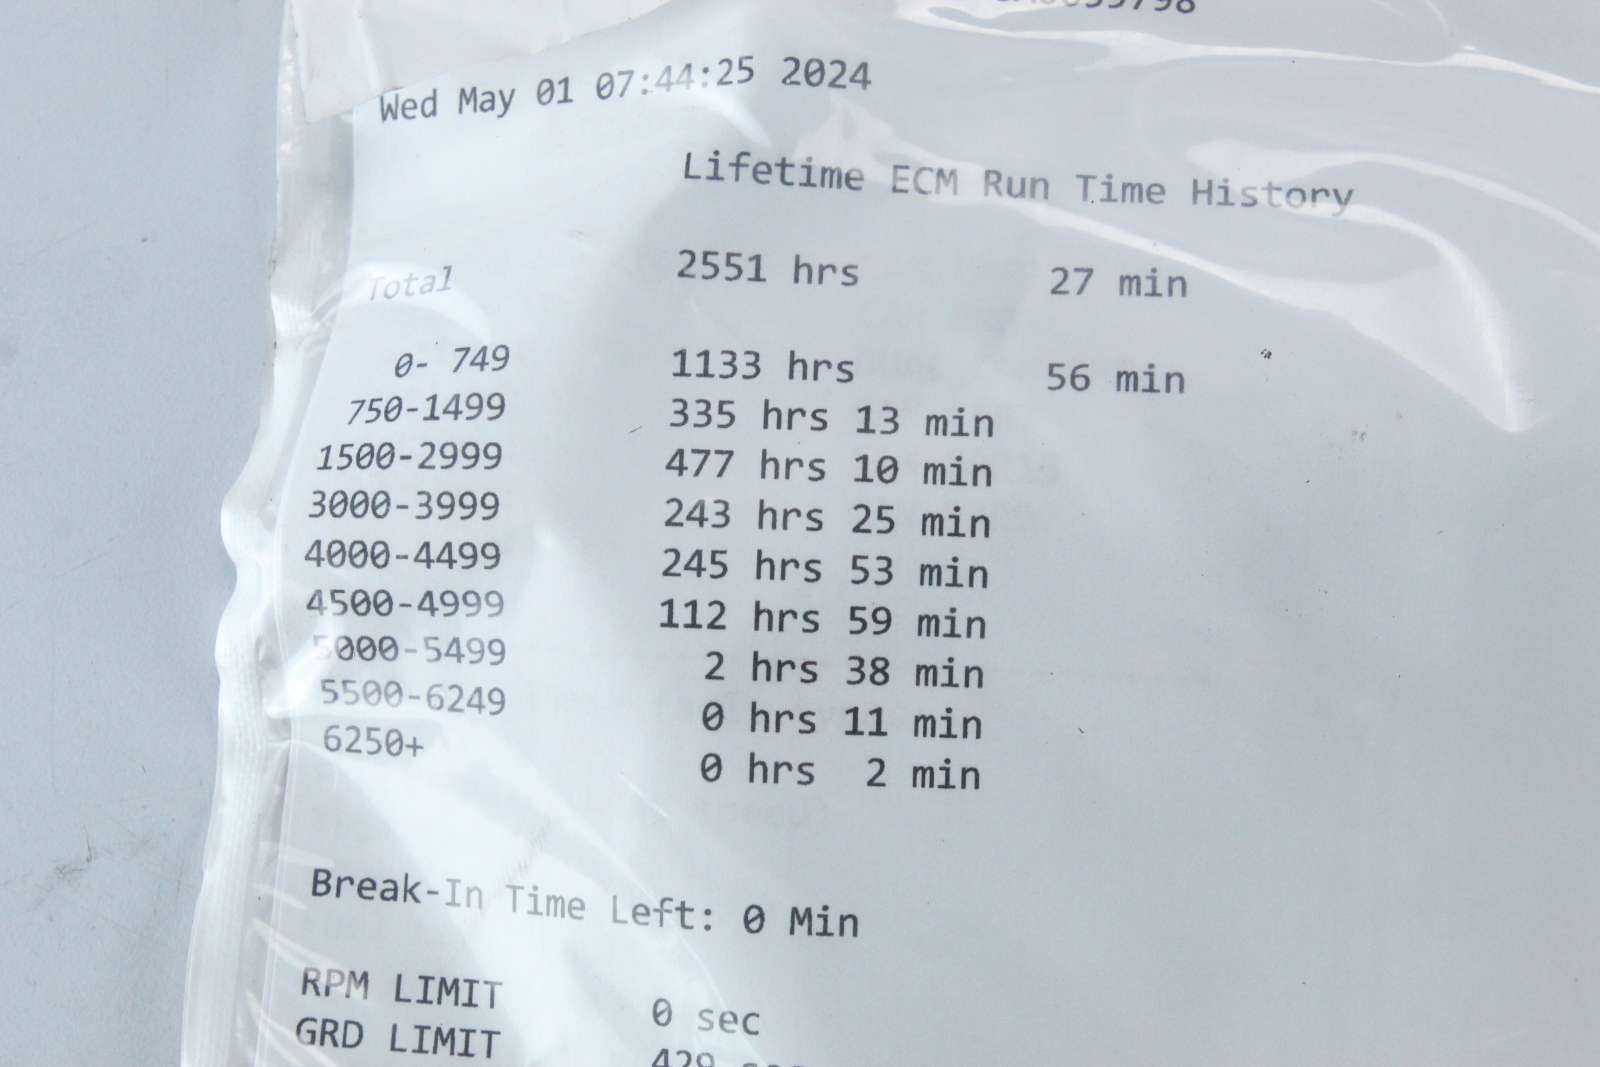 Wed May 01 07:44:25 2024
Lifetime ECM Run Time History
Total 2551 hrs 27 min
0- 749 1133 hrs 56 min
750-1499 335 hrs 13 min
1500-2999 477 hrs 10 min
3000-3999 243 hrs 25 min
4000-4499 245 hrs 53 min
4500-4999 112 hrs 59 min
5000-5499 2 hrs 38 min
5500-6249 0 hrs 11 min
6250+ 0 hrs 2 min
Break-In Time Left: 0 Min
RPM LIMIT 0 sec
GRD LIMIT 429 sec